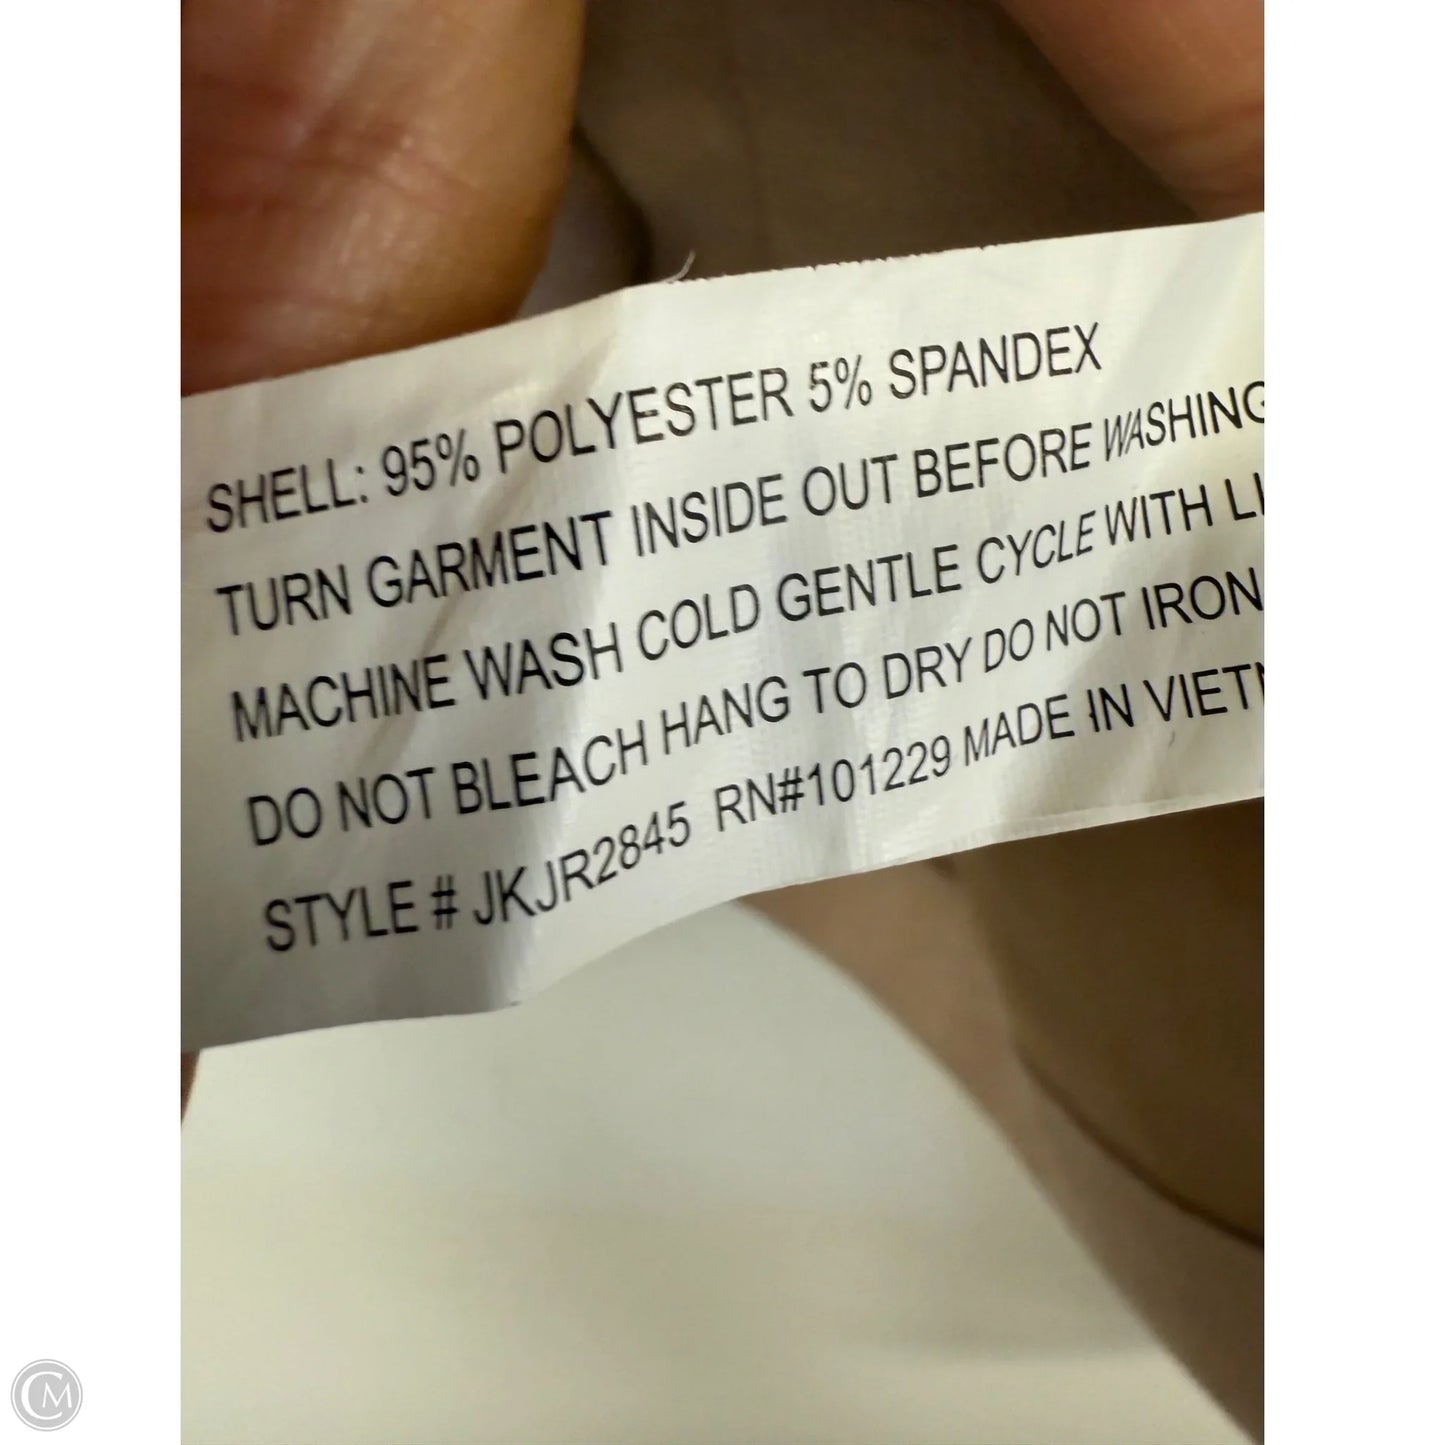 SHELL: 95% POLYESTER 5% SPANDEX
TURN GARMENT INSIDE OUT BEFORE WASHING
MACHINE WASH COLD GENTLE CYCLE WITH
DO NOT BLEACH HANG TO DRY DO NOT IRON
STYLE # JKJR2845 RN#101229 MADE IN
CM